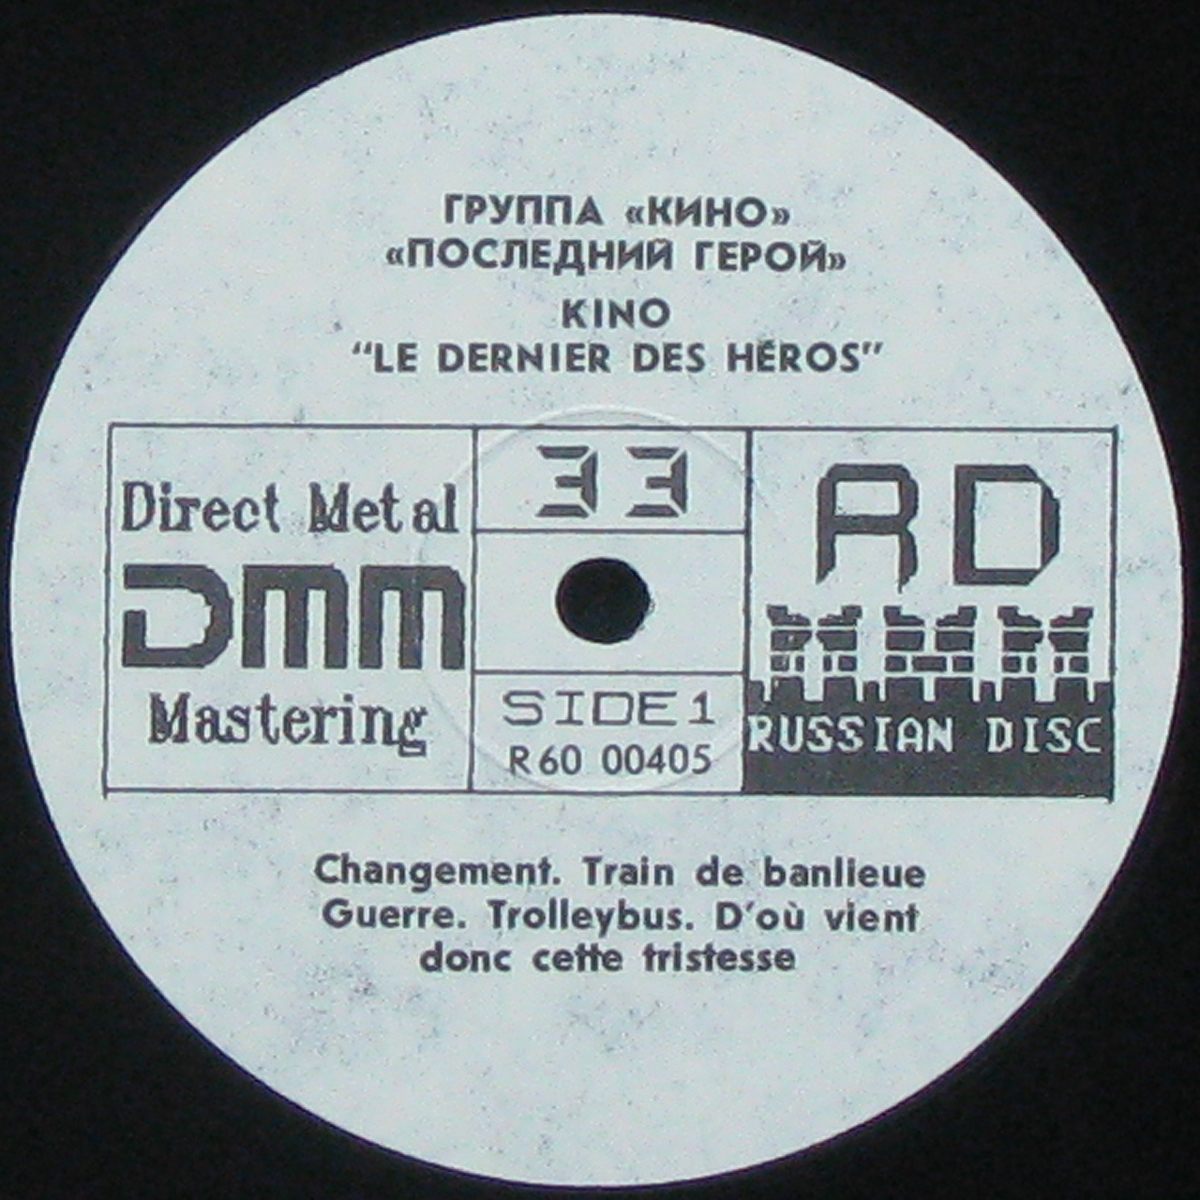 ГРУППА «КИНО»
«ПОСЛЕДНИЙ ГЕРОЙ»
KINO
“LE DERNIER DES HÉROS”
Direct Metal
DMM
Mastering
33
SIDE 1
R 60 00405
RD
RUSSIAN DISC
Changement. Train de banlieue
Guerre. Trolleybus. D'où vient
donc cette tristesse